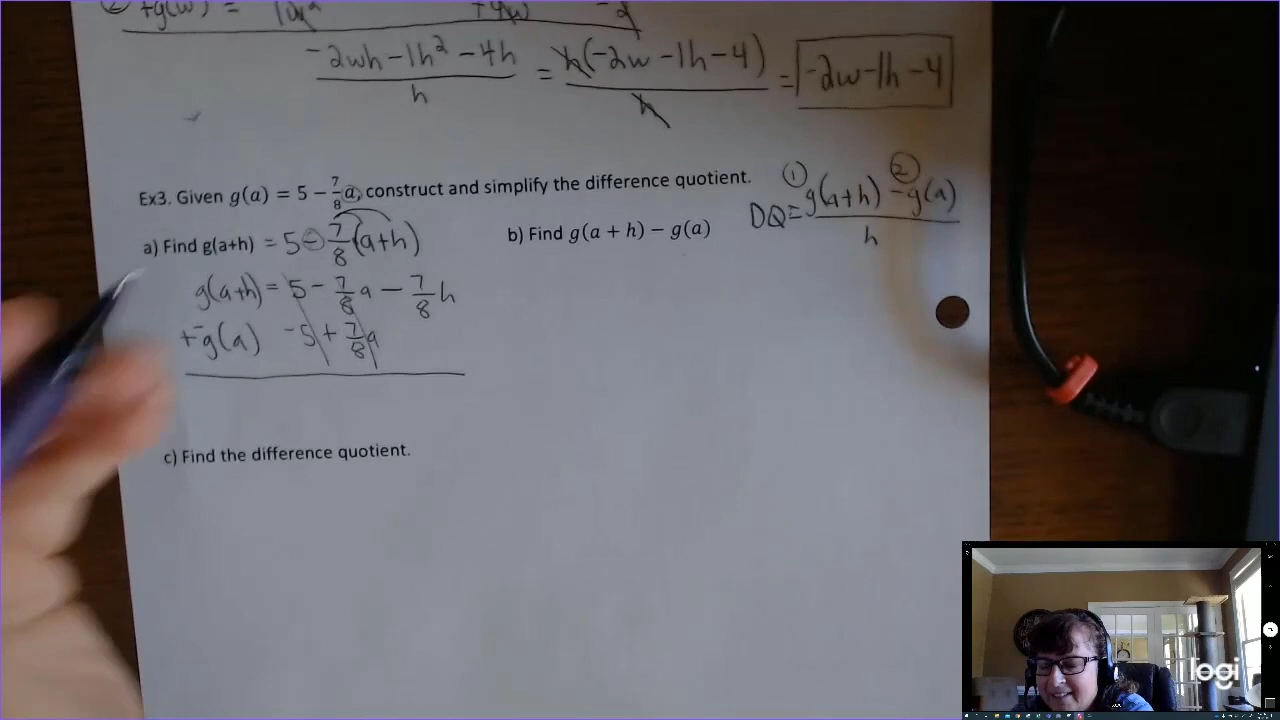 -2wh - 1h² - 4h / h = h(-2w - 1h - 4) / h = -2w - 1h - 4
Ex3. Given g(a) = 5 − 7/8 a, construct and simplify the difference quotient.
① ②
DQ = g(a+h) - g(a) / h
a) Find g(a+h) = 5 - 7/8 (a+h)
b) Find g(a + h) − g(a)
g(a+h) = 5 - 7/8 a - 7/8 h
+-g(a) -5 + 7/8 a
c) Find the difference quotient.
logi